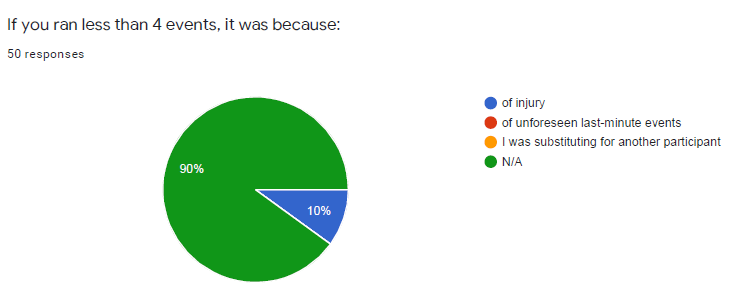 If you ran less than 4 events, it was because:
50 responses
90%
10%
of injury
of unforeseen last-minute events
I was substituting for another participant
N/A